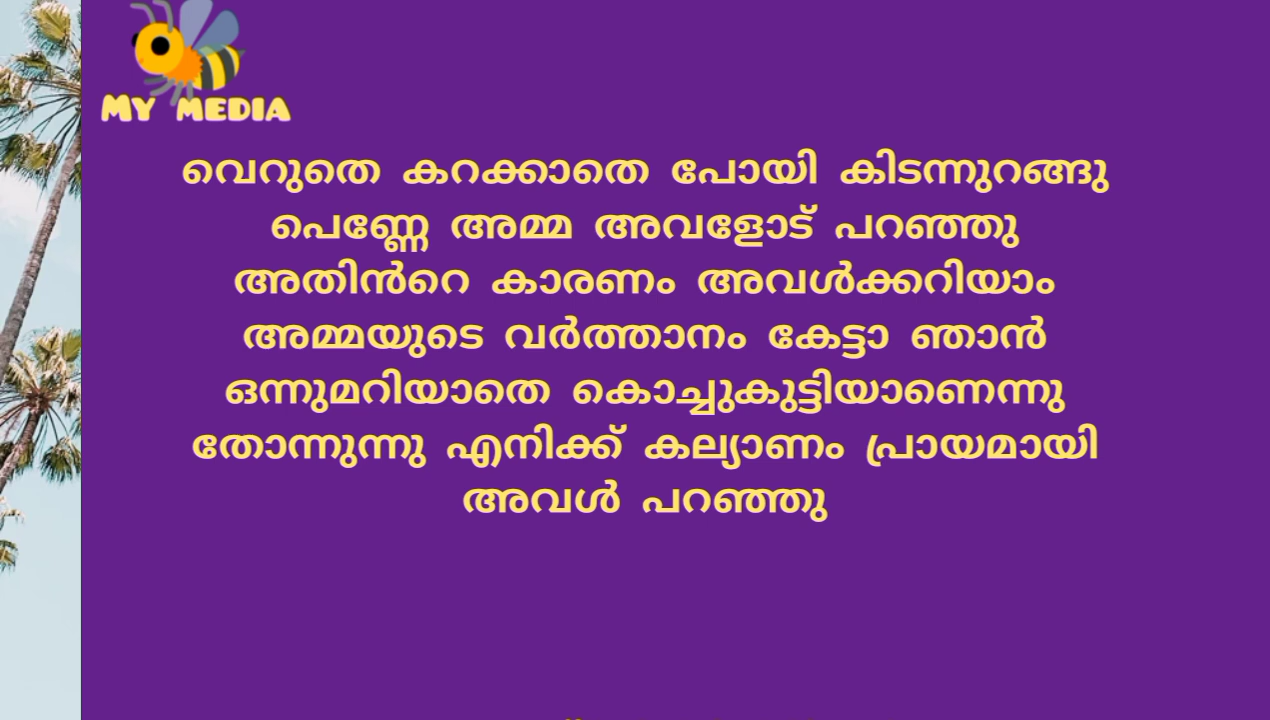 MY MEDIA
വെറുതെ കറക്കാതെ പോയി കിടന്നുറങ്ങു
പെണ്ണേ അമ്മ അവളോട് പറഞ്ഞു
അതിൻറെ കാരണം അവൾക്കറിയാം
അമ്മയുടെ വർത്താനം കേട്ടാ ഞാൻ
ഒന്നുമറിയാതെ കൊച്ചുകുട്ടിയാണെന്നു
തോന്നുന്നു എനിക്ക് കല്യാണം പ്രായമായി
അവൾ പറഞ്ഞു